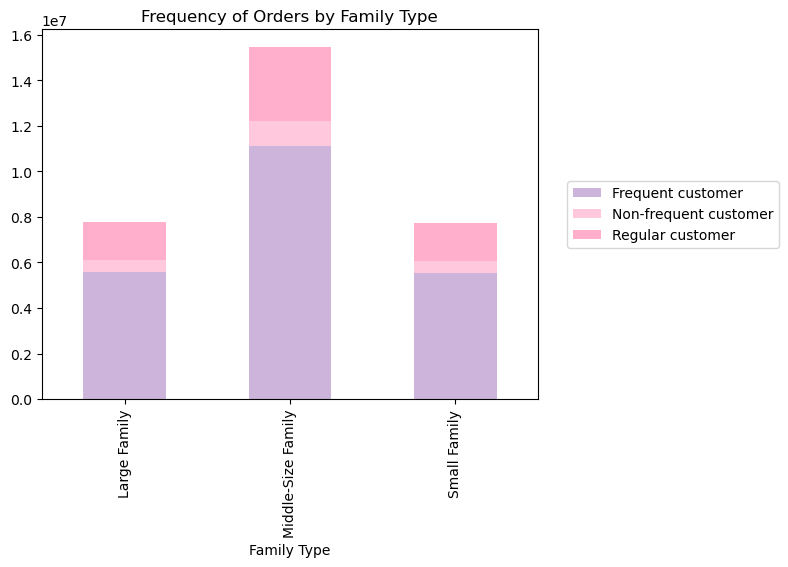 Frequency of Orders by Family Type
1e7
1.6
1.4
1.2
1.0
0.8
0.6
0.4
0.2
0.0
Large Family
Middle-Size Family
Small Family
Family Type
Frequent customer
Non-frequent customer
Regular customer